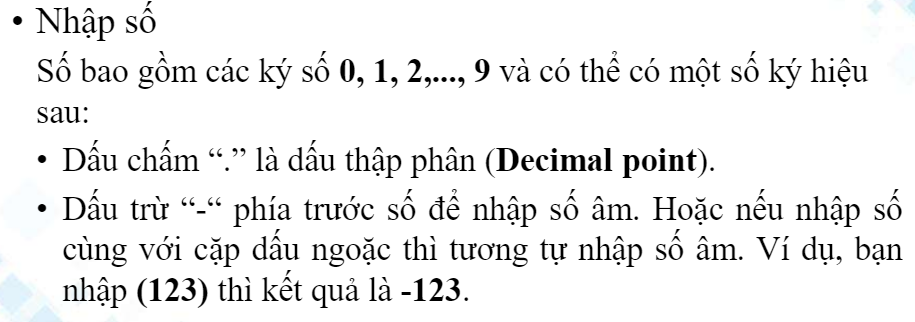 • Nhập số
Số bao gồm các ký số 0, 1, 2,..., 9 và có thể có một số ký hiệu
sau:
• Dấu chấm “.” là dấu thập phân (Decimal point).
• Dấu trừ “-“ phía trước số để nhập số âm. Hoặc nếu nhập số
cùng với cặp dấu ngoặc thì tương tự nhập số âm. Ví dụ, bạn
nhập (123) thì kết quả là -123.